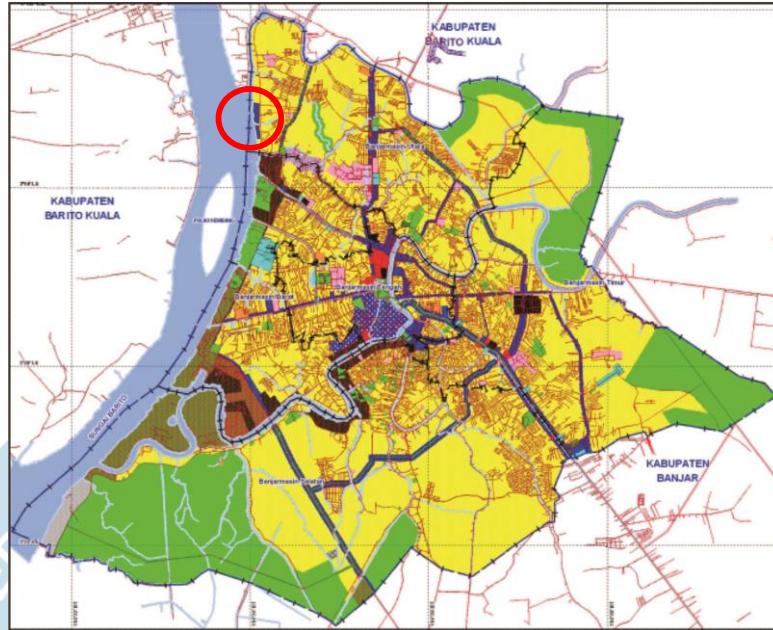 KABUPATEN
BARITO KUALA
Banjarmasin Utara
KABUPATEN
BARITO KUALA
Banjarmasin Timur
Banjarmasin Tengah
Banjarmasin Barat
SUNGAI BARITO
KABUPATEN
BANJAR
Banjarmasin Selatan